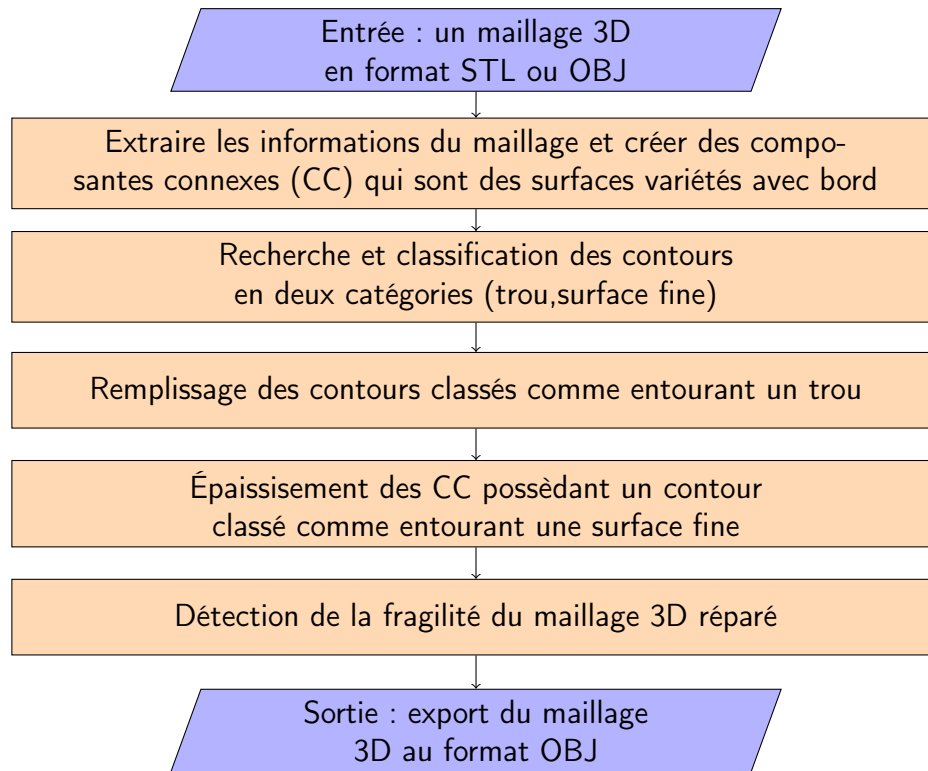 Entrée : un maillage 3D
en format STL ou OBJ
Extraire les informations du maillage et créer des compo-
santes connexes (CC) qui sont des surfaces variétés avec bord
Recherche et classification des contours
en deux catégories (trou,surface fine)
Remplissage des contours classés comme entourant un trou
Épaissisement des CC possèdant un contour
classé comme entourant une surface fine
Détection de la fragilité du maillage 3D réparé
Sortie : export du maillage
3D au format OBJ